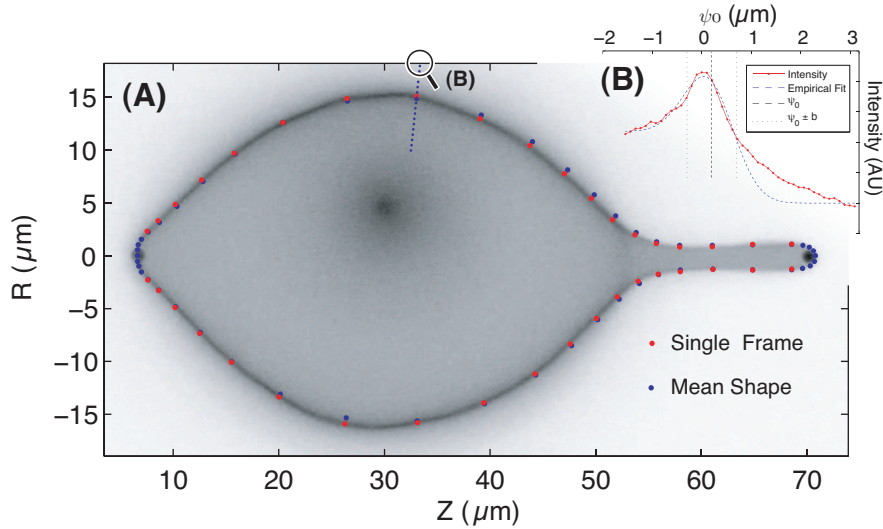 ψ0 (μm)
−2 −1 0 1 2 3
(A)
(B)
(B)
Intensity
Empirical Fit
ψ0
ψ0 ± b
Intensity (AU)
15
10
5
0
−5
−10
−15
R (μm)
Single Frame
Mean Shape
10 20 30 40 50 60 70
Z (μm)